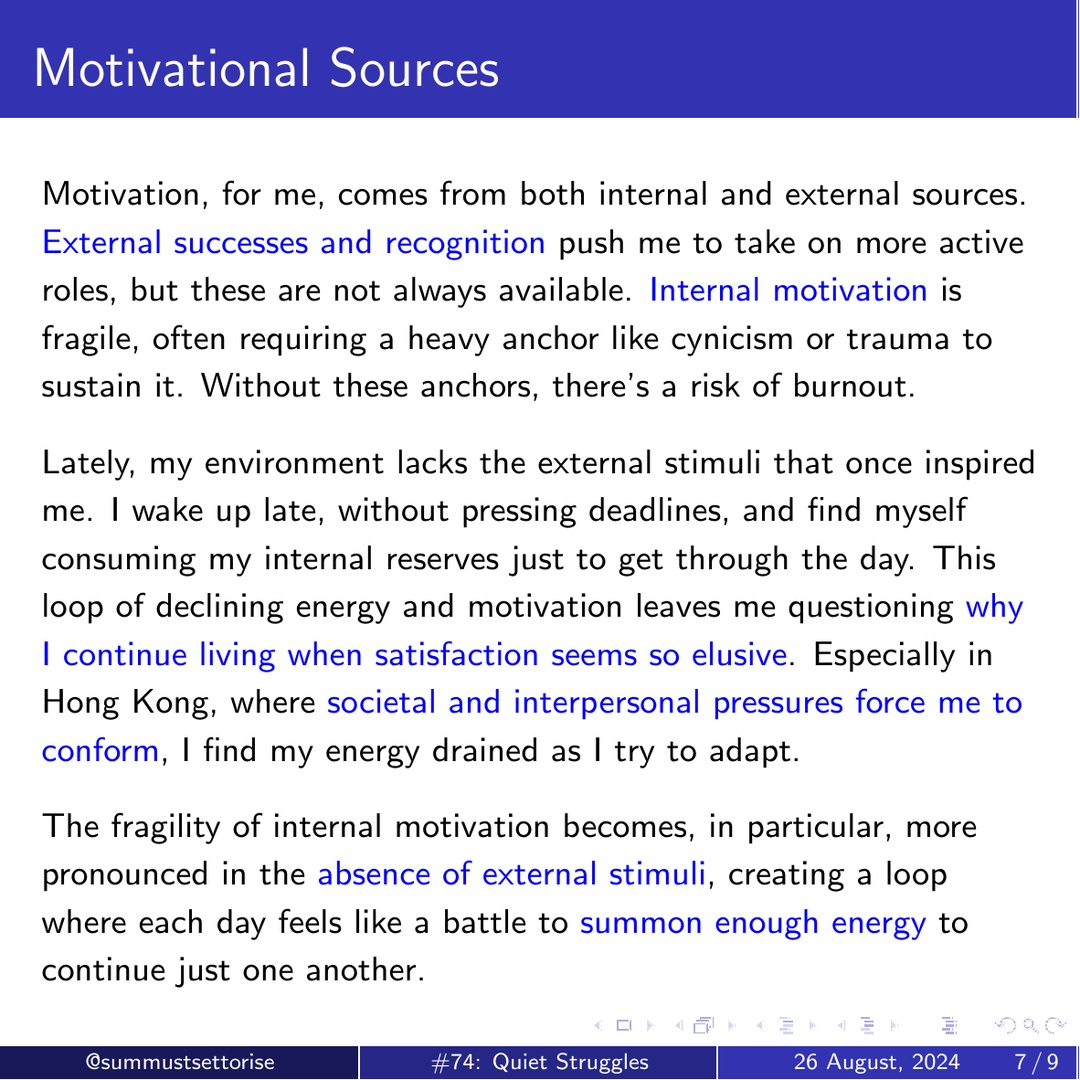 Motivational Sources
Motivation, for me, comes from both internal and external sources.
External successes and recognition push me to take on more active
roles, but these are not always available. Internal motivation is
fragile, often requiring a heavy anchor like cynicism or trauma to
sustain it. Without these anchors, there's a risk of burnout.
Lately, my environment lacks the external stimuli that once inspired
me. I wake up late, without pressing deadlines, and find myself
consuming my internal reserves just to get through the day. This
loop of declining energy and motivation leaves me questioning why
I continue living when satisfaction seems so elusive. Especially in
Hong Kong, where societal and interpersonal pressures force me to
conform, I find my energy drained as I try to adapt.
The fragility of internal motivation becomes, in particular, more
pronounced in the absence of external stimuli, creating a loop
where each day feels like a battle to summon enough energy to
continue just one another.
@summustsettorise #74: Quiet Struggles 26 August, 2024 7 / 9